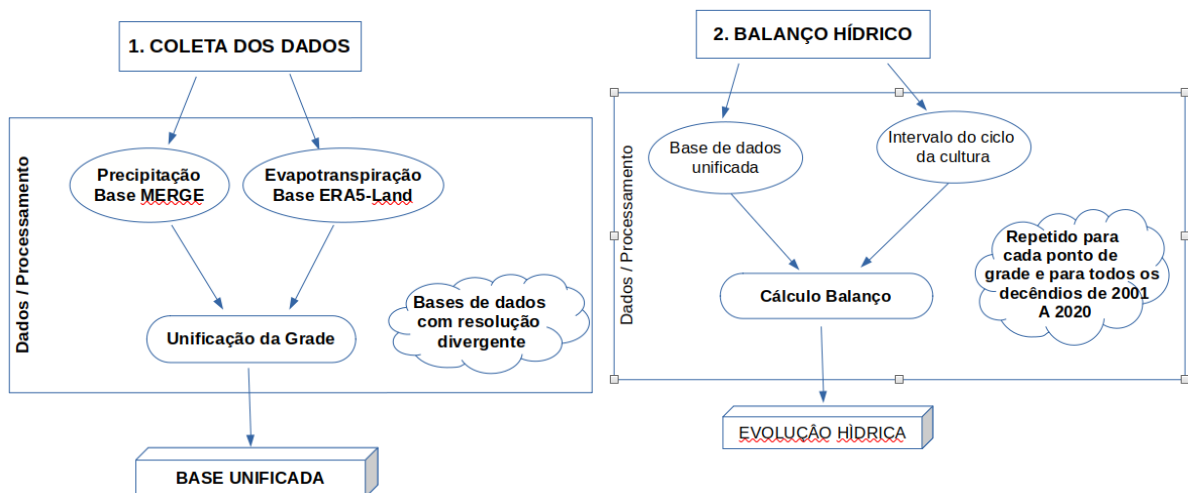 1. COLETA DOS DADOS
Dados / Processamento
Precipitação
Base MERGE
Evapotranspiração
Base ERA5-Land
Unificação da Grade
Bases de dados
com resolução
divergente
BASE UNIFICADA
2. BALANÇO HÍDRICO
Dados / Processamento
Base de dados
unificada
Intervalo do ciclo
da cultura
Cálculo Balanço
Repetido para
cada ponto de
grade e para todos os
decêndios de 2001
A 2020
EVOLUÇÂO HÌDRICA